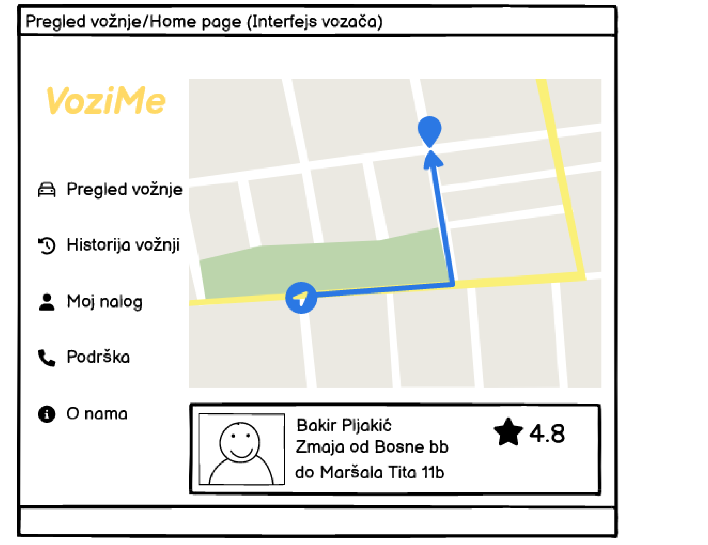 Pregled vožnje/Home page (Interfejs vozača)
VoziMe
Pregled vožnje
Historija vožnji
Moj nalog
Podrška
O nama
Bakir Pljakić
Zmaja od Bosne bb
do Maršala Tita 11b
4.8